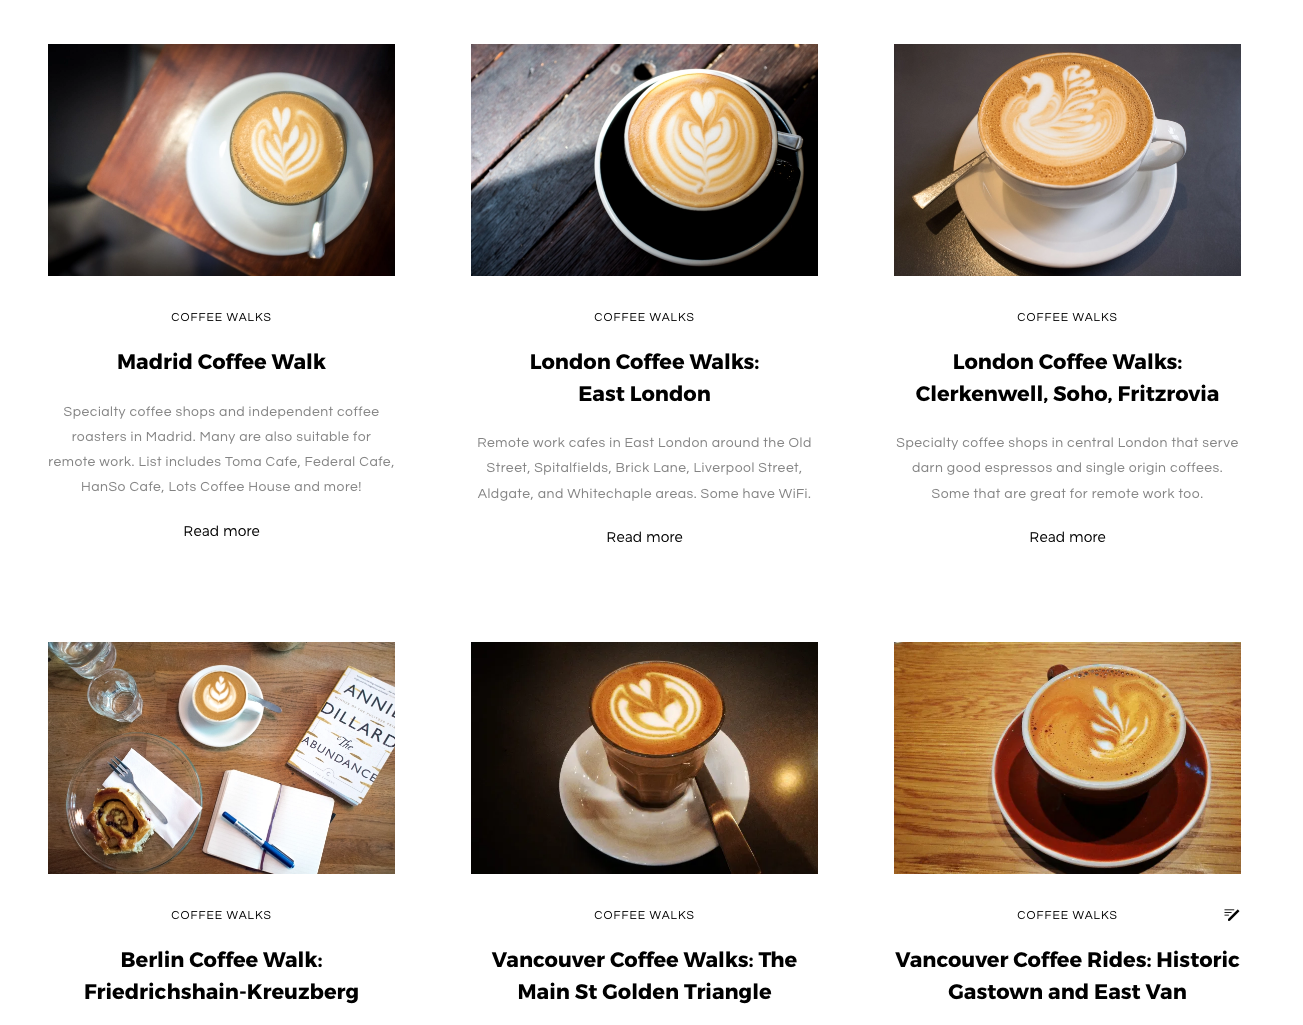 COFFEE WALKS
Madrid Coffee Walk
Specialty coffee shops and independent coffee
roasters in Madrid. Many are also suitable for
remote work. List includes Toma Cafe, Federal Cafe,
HanSo Cafe, Lots Coffee House and more!
Read more
COFFEE WALKS
London Coffee Walks:
East London
Remote work cafes in East London around the Old
Street, Spitalfields, Brick Lane, Liverpool Street,
Aldgate, and Whitechaple areas. Some have WiFi.
Read more
COFFEE WALKS
London Coffee Walks:
Clerkenwell, Soho, Fritzrovia
Specialty coffee shops in central London that serve
darn good espressos and single origin coffees.
Some that are great for remote work too.
Read more
ANNIE
DILLARD
The
ABUNDANCE
COFFEE WALKS
Berlin Coffee Walk:
Friedrichshain-Kreuzberg
COFFEE WALKS
Vancouver Coffee Walks: The
Main St Golden Triangle
COFFEE WALKS
Vancouver Coffee Rides: Historic
Gastown and East Van